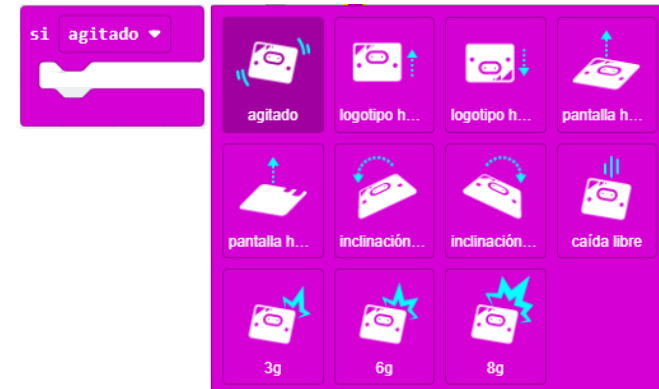 si agitado
agitado
logotipo h...
logotipo h...
pantalla h...
pantalla h...
inclinación...
inclinación...
caída libre
3g
6g
8g